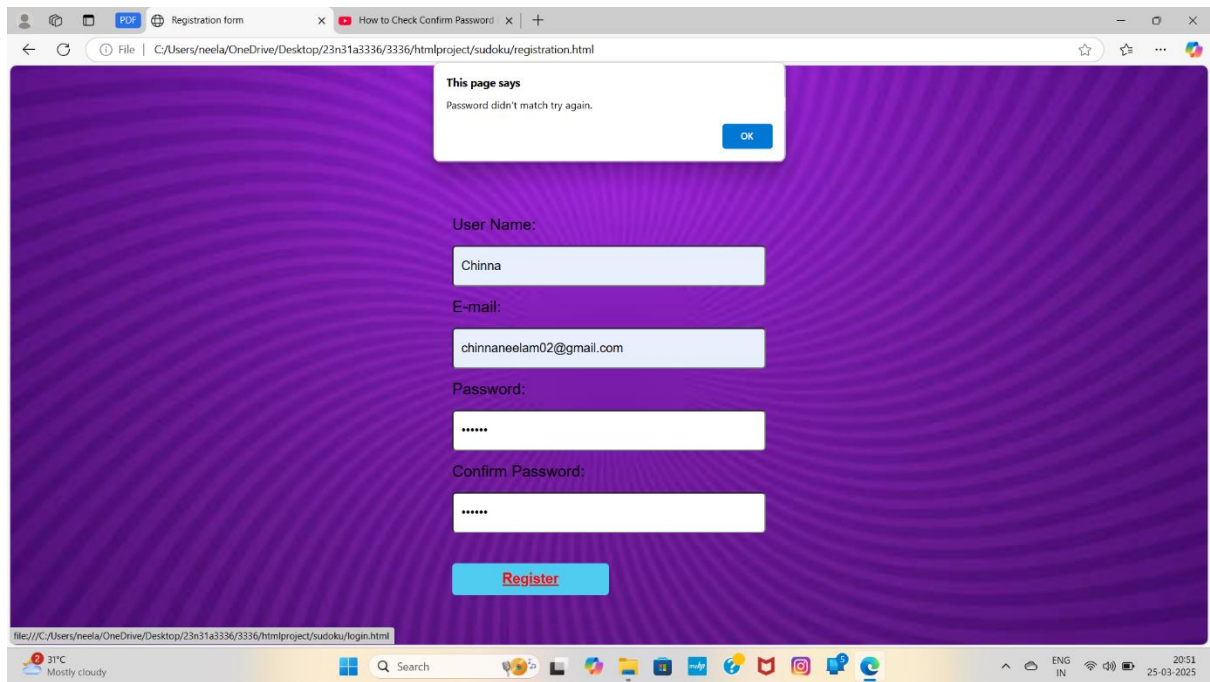 PDF
Registration form
How to Check Confirm Password
File
C:/Users/neela/OneDrive/Desktop/23n31a3336/3336/htmlproject/sudoku/registration.html
This page says
Password didn't match try again.
OK
User Name:
Chinna
E-mail:
chinnaneelam02@gmail.com
Password:
••••••
Confirm Password:
••••••
Register
file:///C:/Users/neela/OneDrive/Desktop/23n31a3336/3336/htmlproject/sudoku/login.html
2
31°C
Mostly cloudy
Search
5
ENG
IN
20:51
25-03-2025